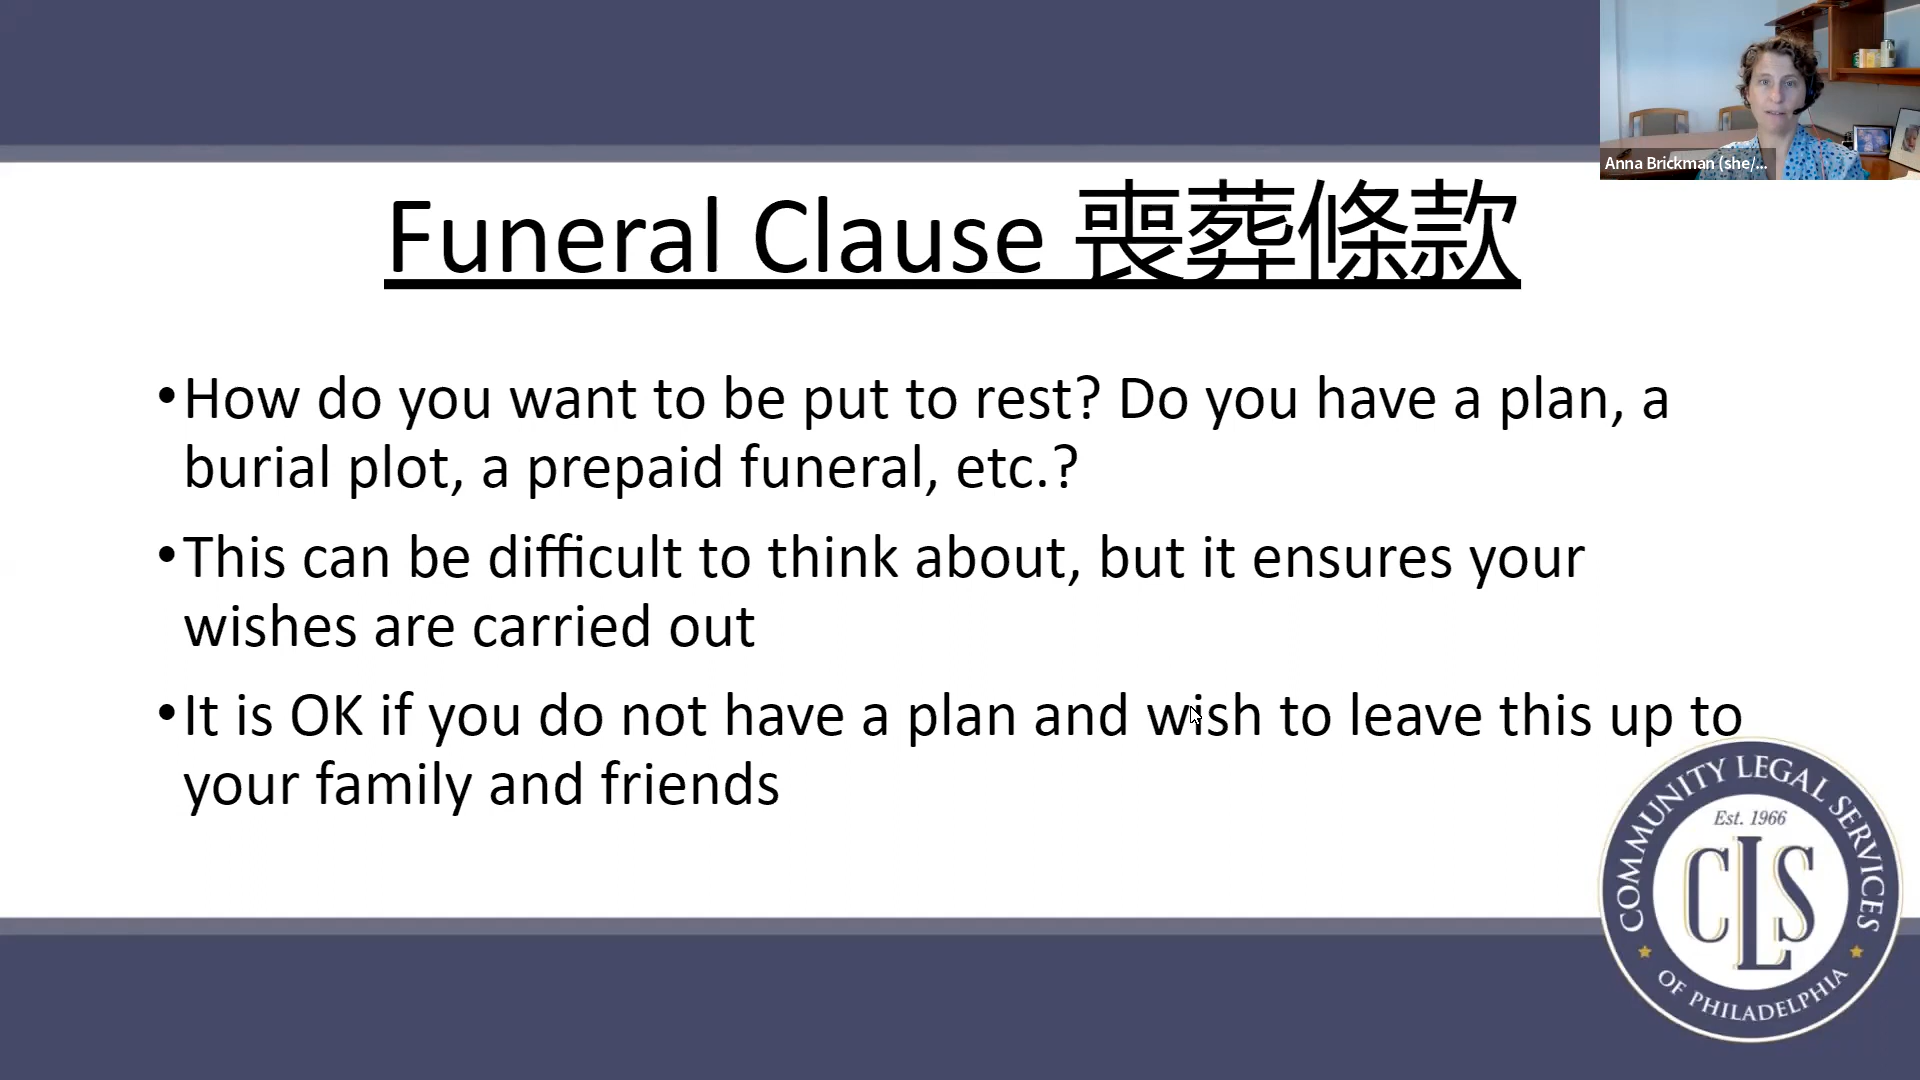 Anna Brickman (she/...
Funeral Clause 喪葬條款
•How do you want to be put to rest? Do you have a plan, a
burial plot, a prepaid funeral, etc.?
•This can be difficult to think about, but it ensures your
wishes are carried out
•It is OK if you do not have a plan and wish to leave this up to
your family and friends
COMMUNITY LEGAL SERVICES
Est. 1966
CLS
OF PHILADELPHIA